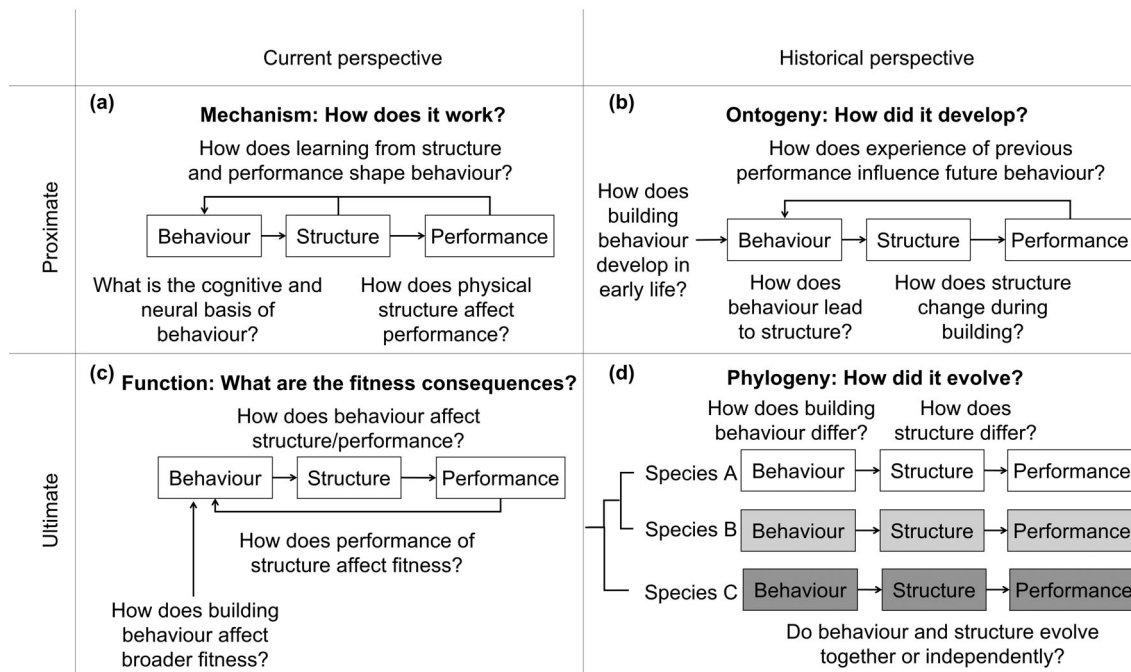 Current perspective
Historical perspective
Proximate
(a)
Mechanism: How does it work?
How does learning from structure
and performance shape behaviour?
Behaviour
Structure
Performance
What is the cognitive and
neural basis of
behaviour?
How does physical
structure affect
performance?
(b)
Ontogeny: How did it develop?
How does experience of previous
performance influence future behaviour?
How does
building
behaviour
develop in
early life?
Behaviour
Structure
Performance
How does
behaviour lead
to structure?
How does structure
change during
building?
Ultimate
(c)
Function: What are the fitness consequences?
How does behaviour affect
structure/performance?
Behaviour
Structure
Performance
How does performance of
structure affect fitness?
How does building
behaviour affect
broader fitness?
(d)
Phylogeny: How did it evolve?
How does building
behaviour differ?
How does
structure differ?
Species A
Behaviour
Structure
Performance
Species B
Behaviour
Structure
Performance
Species C
Behaviour
Structure
Performance
Do behaviour and structure evolve
together or independently?